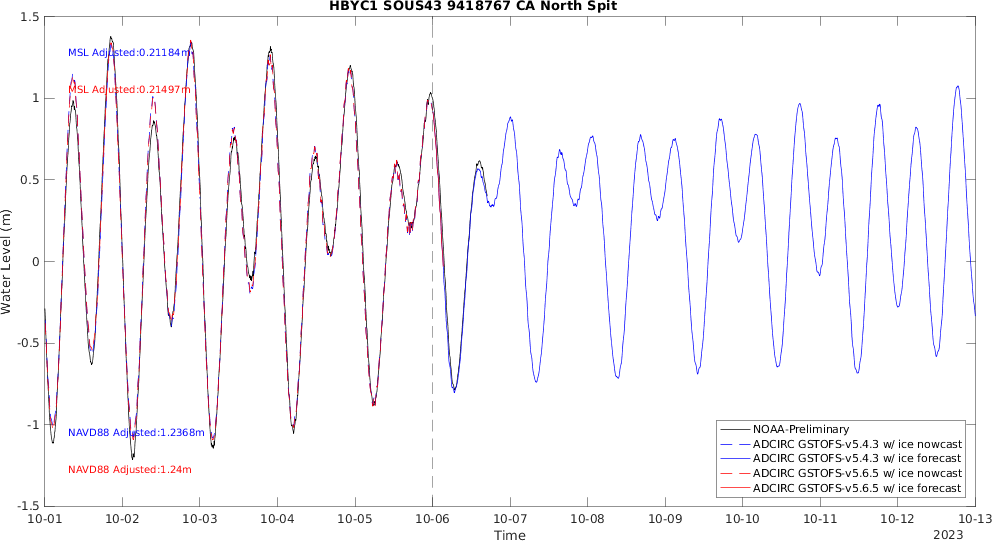 HBYC1 SOUS43 9418767 CA North Spit
1.5
MSL Adjusted:0.21184m
MSL Adjusted:0.21497m
1
0.5
0
-0.5
-1
-1.5
Water Level (m)
NAVD88 Adjusted:1.2368m
NAVD88 Adjusted:1.24m
NOAA-Preliminary
ADCIRC GSTOFS-v5.4.3 w/ ice nowcast
ADCIRC GSTOFS-v5.4.3 w/ ice forecast
ADCIRC GSTOFS-v5.6.5 w/ ice nowcast
ADCIRC GSTOFS-v5.6.5 w/ ice forecast
10-01 10-02 10-03 10-04 10-05 10-06 10-07 10-08 10-09 10-10 10-11 10-12 10-13
Time
2023